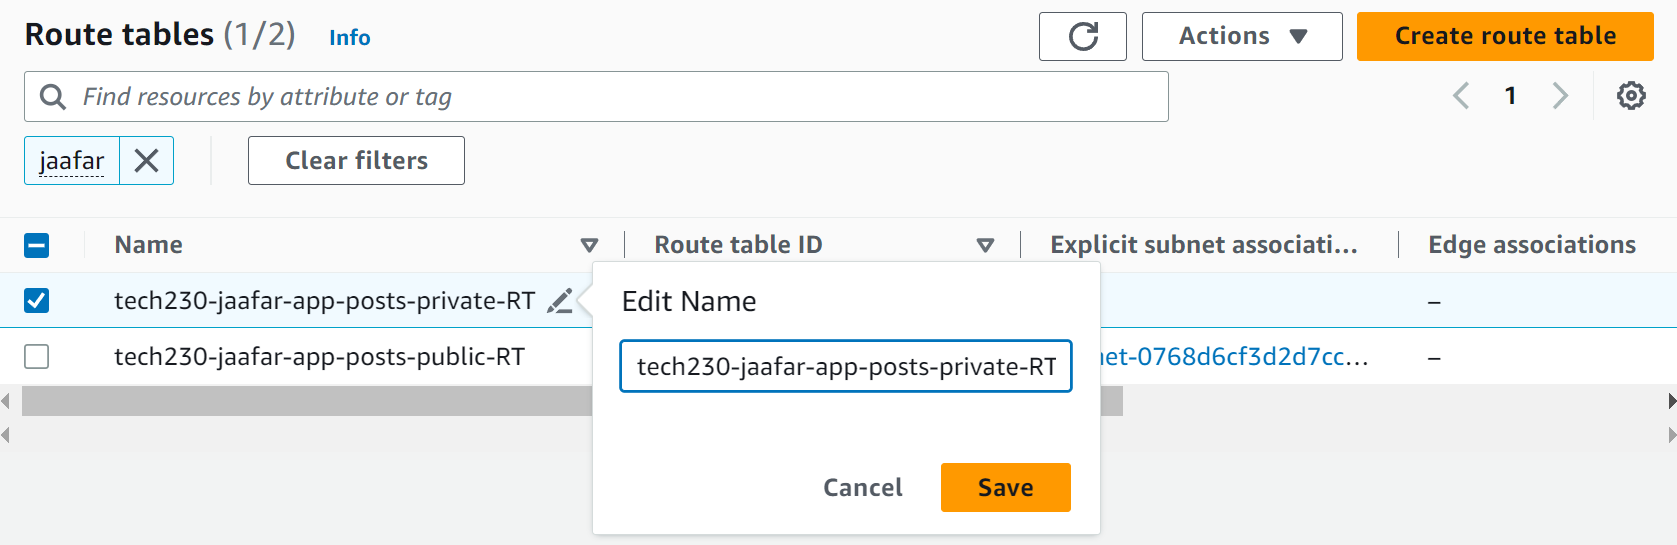 Route tables (1/2) Info
Actions
Create route table
Find resources by attribute or tag
1
jaafar
Clear filters
Name
Route table ID
Explicit subnet associati...
Edge associations
tech230-jaafar-app-posts-private-RT
–
tech230-jaafar-app-posts-public-RT
net-0768d6cf3d2d7cc...
–
Edit Name
tech230-jaafar-app-posts-private-RT
Cancel
Save